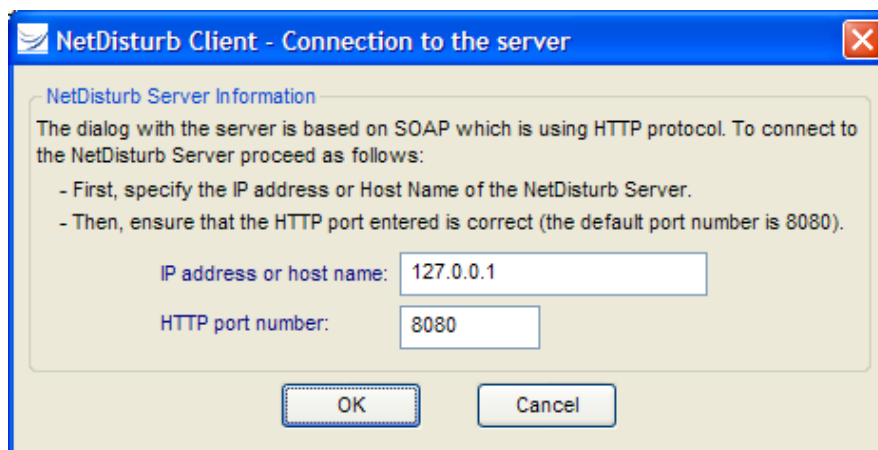 NetDisturb Client - Connection to the server
NetDisturb Server Information
The dialog with the server is based on SOAP which is using HTTP protocol. To connect to
the NetDisturb Server proceed as follows:
- First, specify the IP address or Host Name of the NetDisturb Server.
- Then, ensure that the HTTP port entered is correct (the default port number is 8080).
IP address or host name: 127.0.0.1
HTTP port number: 8080
OK Cancel